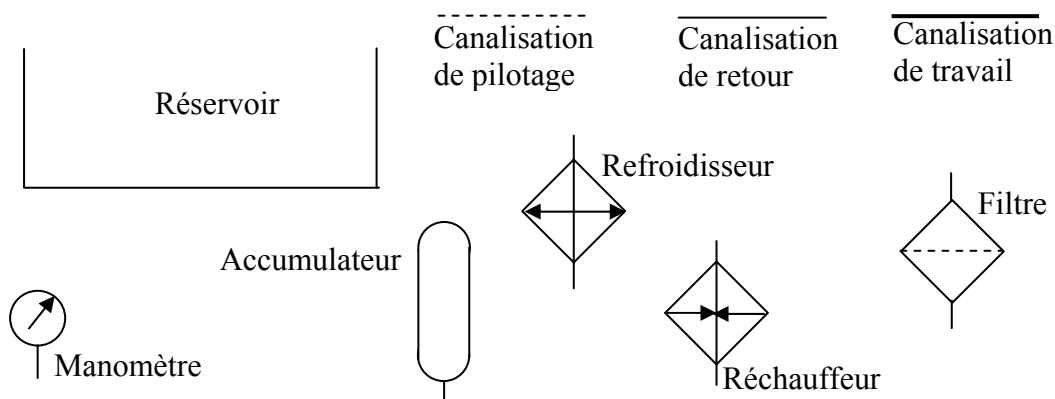 Canalisation
de pilotage
Canalisation
de retour
Canalisation
de travail
Réservoir
Refroidisseur
Filtre
Accumulateur
Manomètre
Réchauffeur